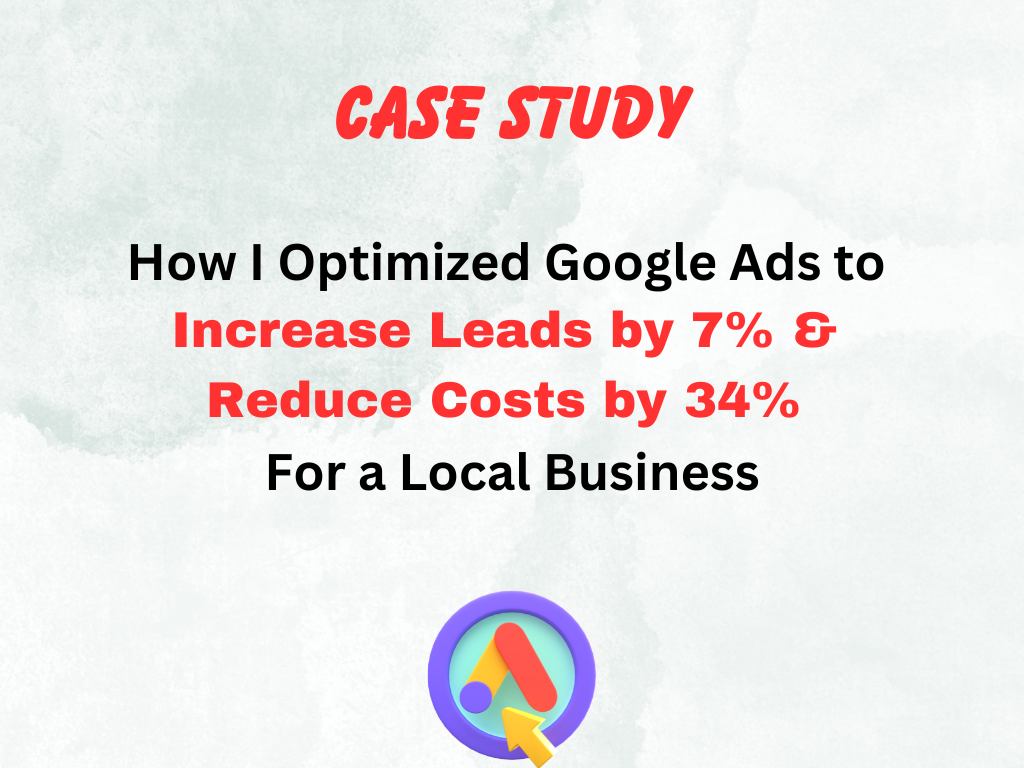 CASE STUDY
How I Optimized Google Ads to
Increase Leads by 7% &
Reduce Costs by 34%
For a Local Business